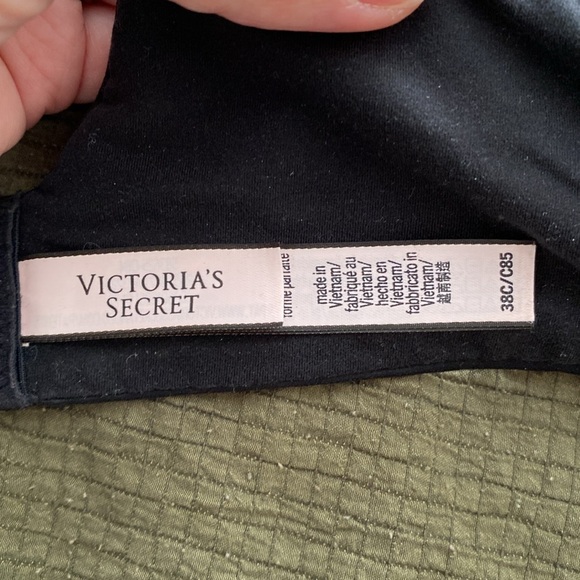 VICTORIA'S
SECRET
forme parfaite
made in
Vietnam/
fabriqué au
Vietnam/
hecho en
Vietnam/
fabbricato in
Vietnam/
越南制造
38C/C85